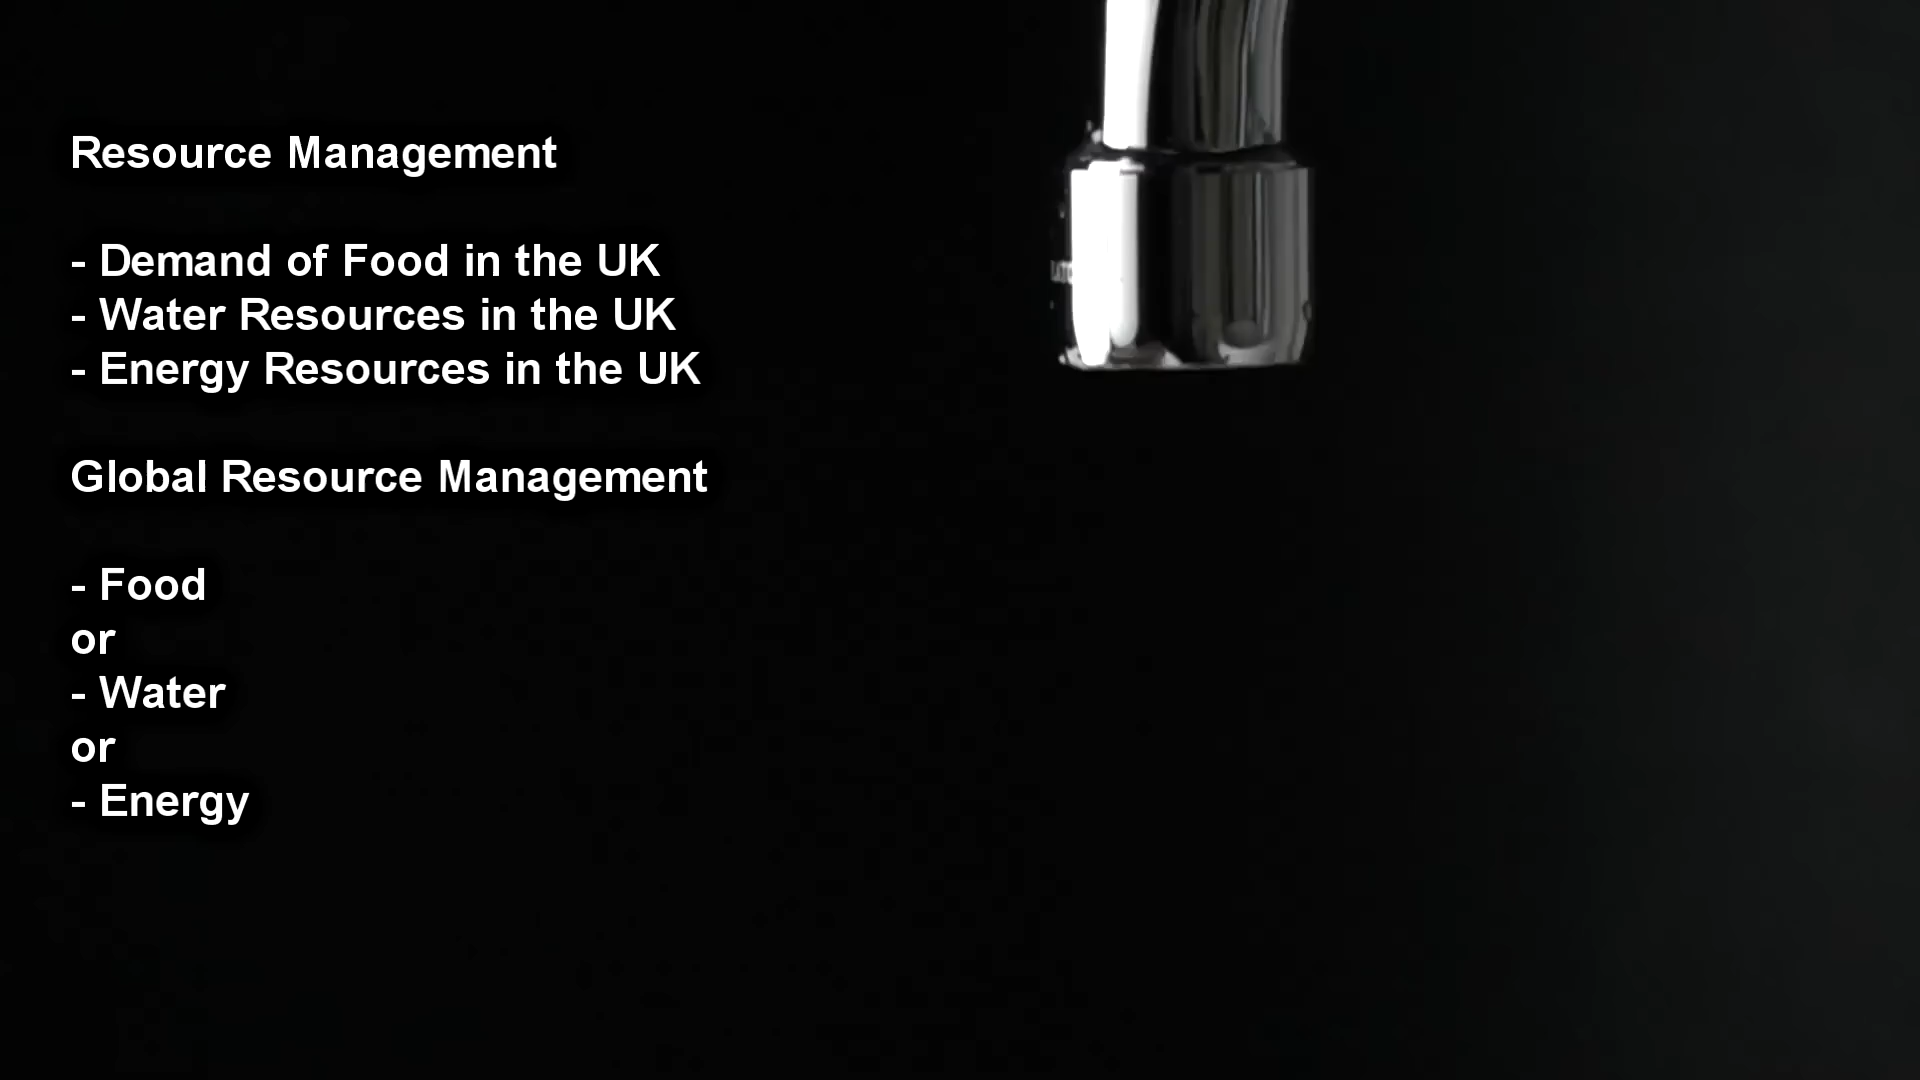 Resource Management
- Demand of Food in the UK
- Water Resources in the UK
- Energy Resources in the UK
Global Resource Management
- Food
or
- Water
or
- Energy